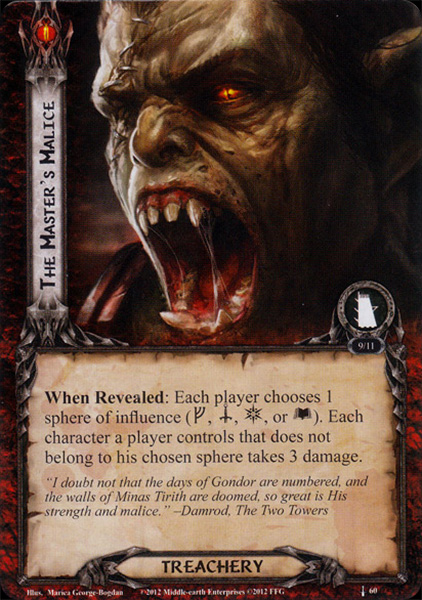 THE MASTER'S MALICE
9/11
When Revealed: Each player chooses 1
sphere of influence ( , , , or ). Each
character a player controls that does not
belong to his chosen sphere takes 3 damage.
"I doubt not that the days of Gondor are numbered, and
the walls of Minas Tirith are doomed, so great is His
strength and malice." –Damrod, The Two Towers
TREACHERY
Illus. Marica George-Bogdan ©2012 Middle-earth Enterprises ©2012 FFG 60